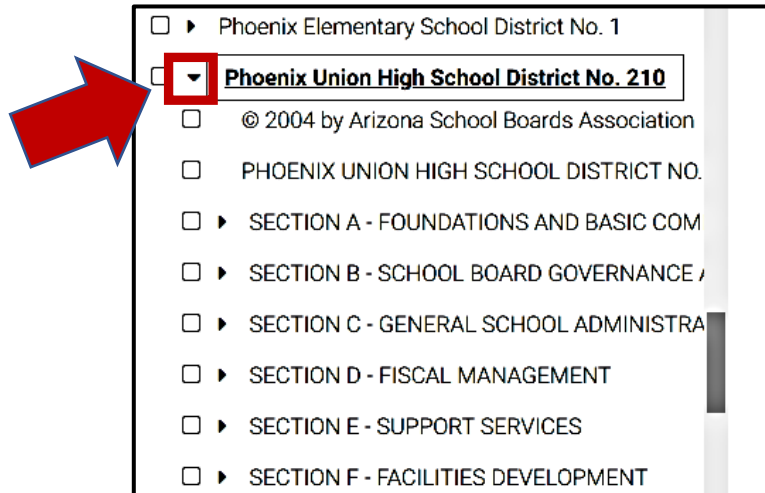 Phoenix Elementary School District No. 1
Phoenix Union High School District No. 210
© 2004 by Arizona School Boards Association
PHOENIX UNION HIGH SCHOOL DISTRICT NO.
SECTION A - FOUNDATIONS AND BASIC COM
SECTION B - SCHOOL BOARD GOVERNANCE
SECTION C - GENERAL SCHOOL ADMINISTRA
SECTION D - FISCAL MANAGEMENT
SECTION E - SUPPORT SERVICES
SECTION F - FACILITIES DEVELOPMENT